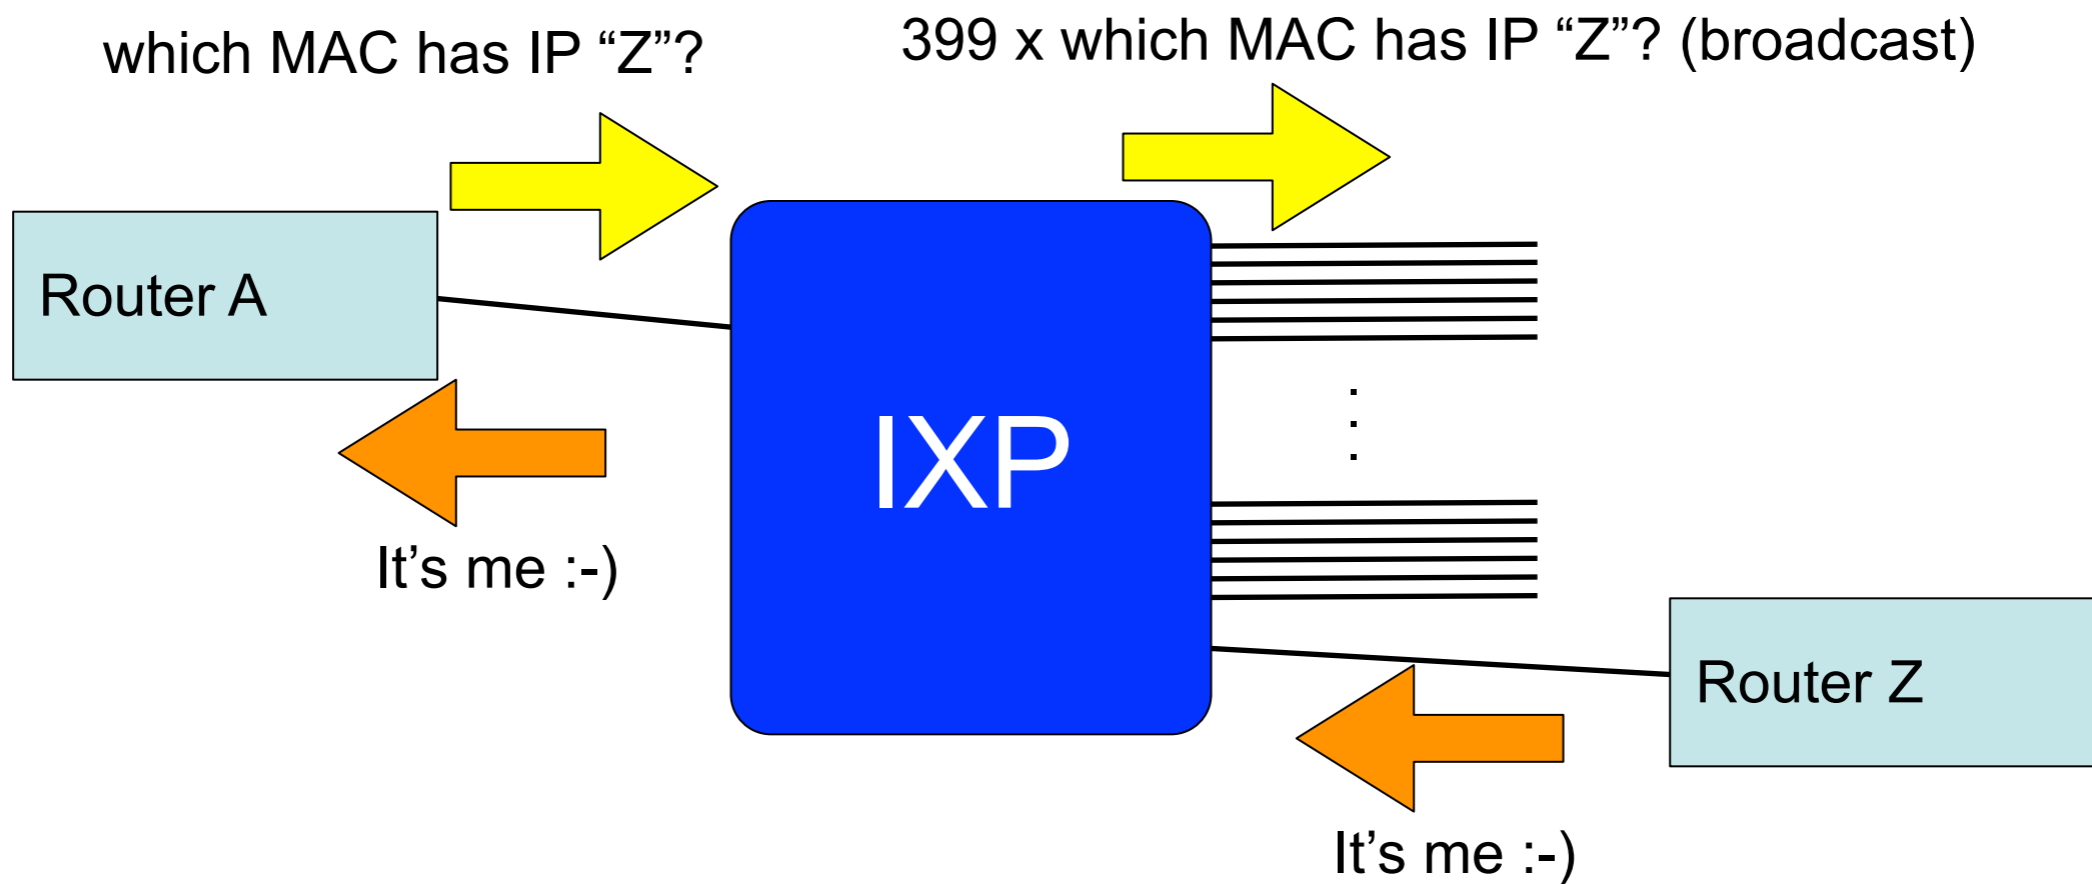 which MAC has IP “Z”?
399 x which MAC has IP “Z”? (broadcast)
Router A
IXP
It’s me :-)
Router Z
It’s me :-)